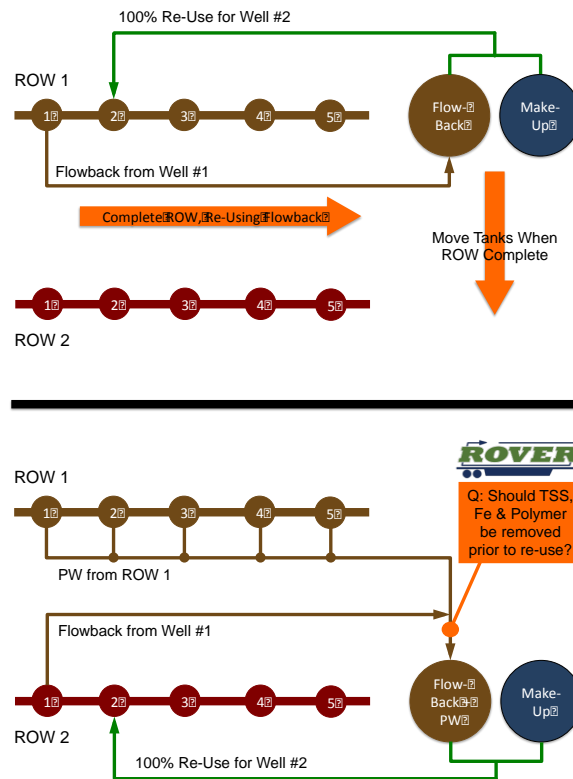 100% Re-Use for Well #2
ROW 1
1
2
3
4
5
Flow-
Back
Make-
Up
Flowback from Well #1
Complete ROW, Re-Using Flowback
Move Tanks When
ROW Complete
1
2
3
4
5
ROW 2
ROVER
ROW 1
Q: Should TSS,
Fe & Polymer
be removed
prior to re-use?
1
2
3
4
5
PW from ROW 1
Flowback from Well #1
1
2
3
4
5
Flow-
Back+
PW
Make-
Up
ROW 2
100% Re-Use for Well #2